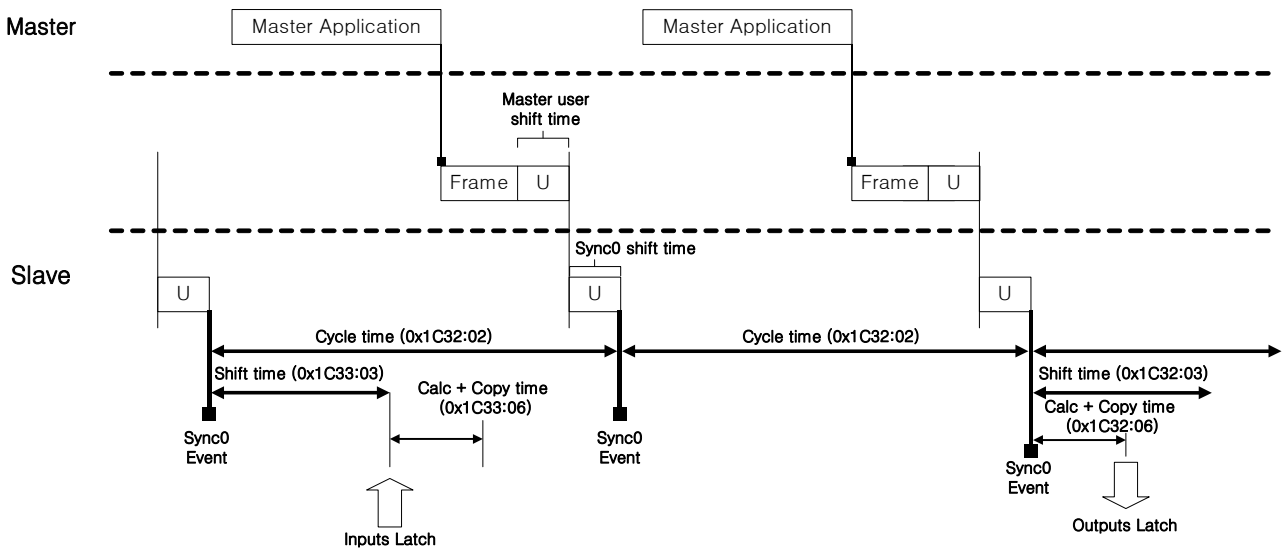 Master
Master Application
Master Application
Master user
shift time
Frame
U
Frame
U
Sync0 shift time
Slave
U
U
U
Cycle time (0x1C32:02)
Cycle time (0x1C32:02)
Shift time (0x1C33:03)
Shift time (0x1C32:03)
Calc + Copy time
(0x1C33:06)
Calc + Copy time
(0x1C32:06)
Sync0
Event
Sync0
Event
Sync0
Event
Inputs Latch
Outputs Latch